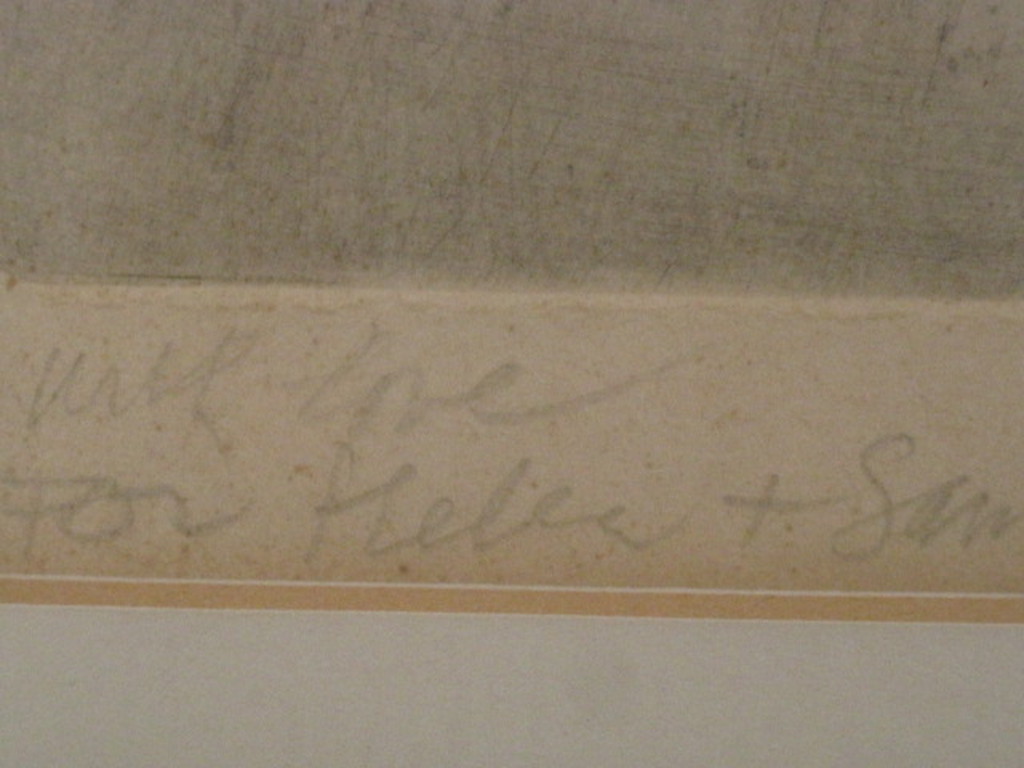 with love
For Helen + Sam